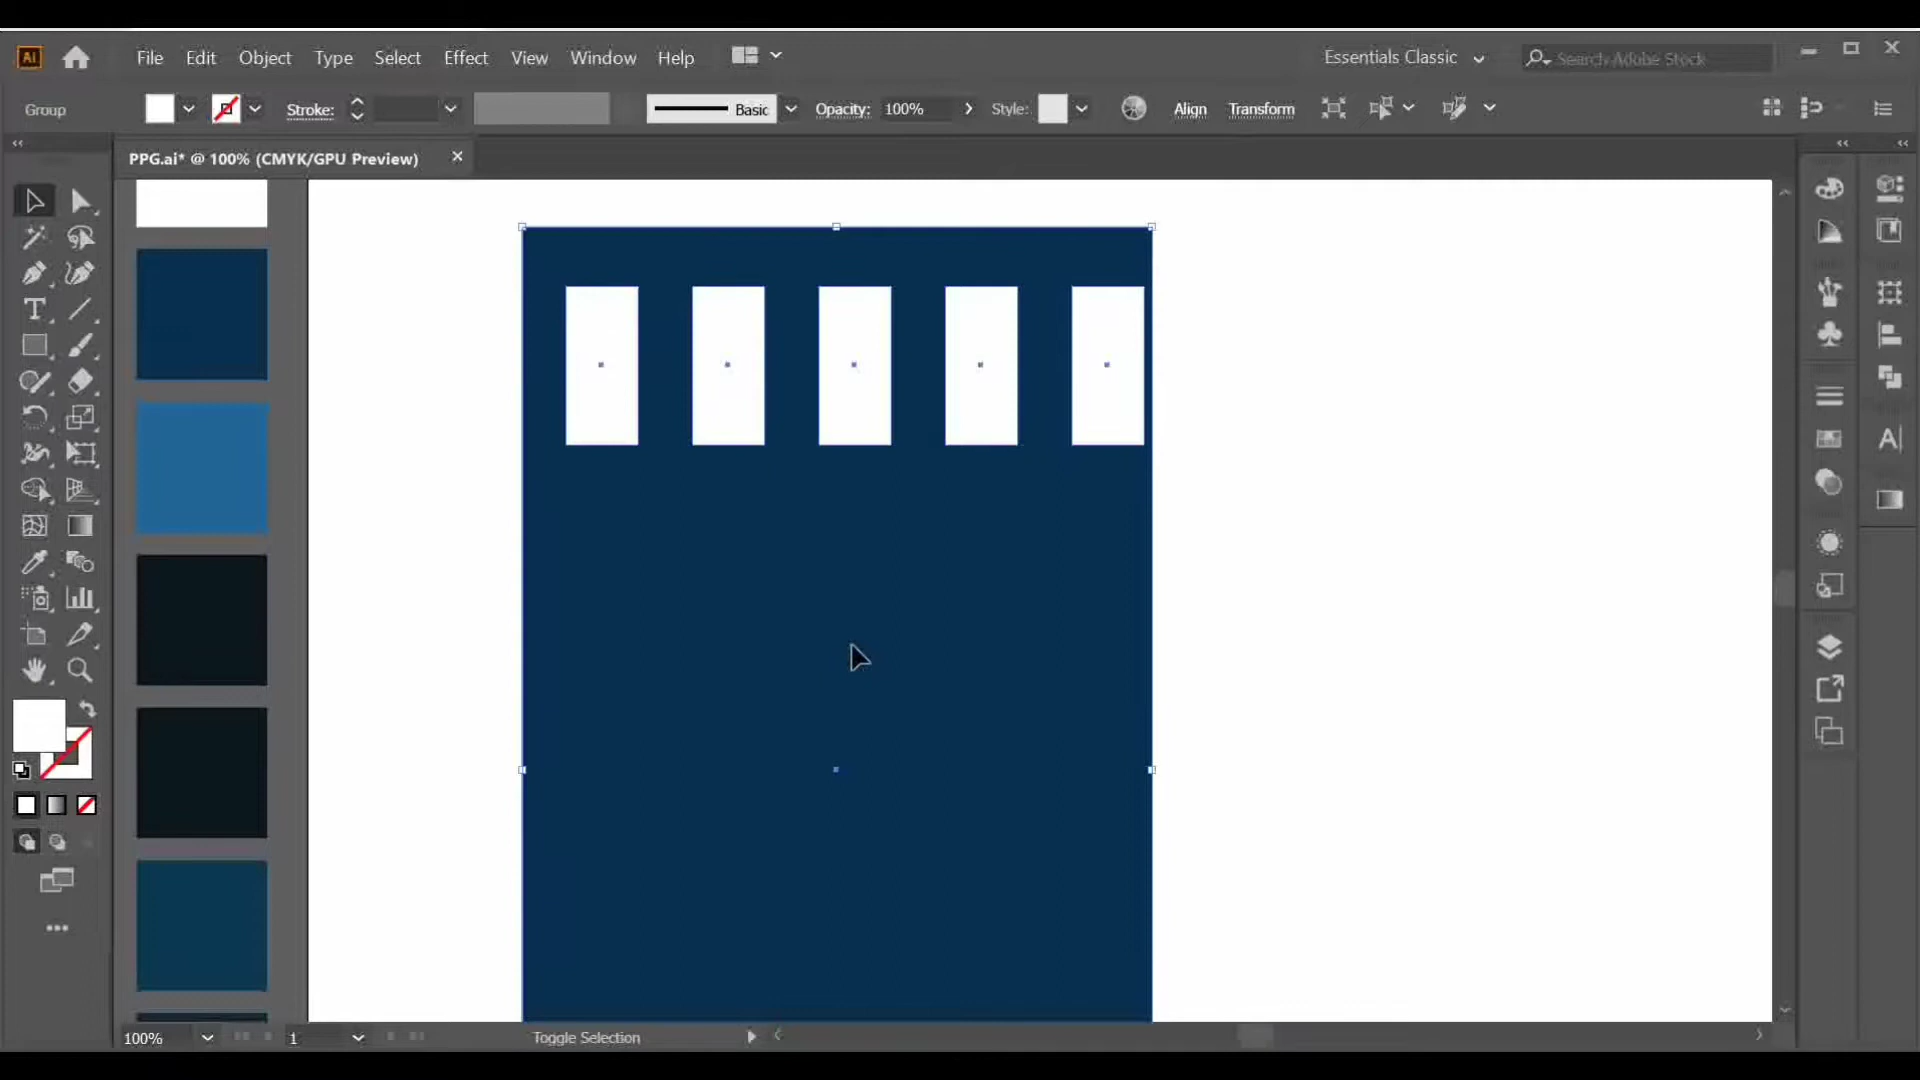 Ai File Edit Object Type Select Effect View Window Help Essentials Classic Search Adobe Stock
Group Stroke: Basic Opacity: 100% Style: Align Transform
PPG.ai* @ 100% (CMYK/GPU Preview)
100% 1 Toggle Selection